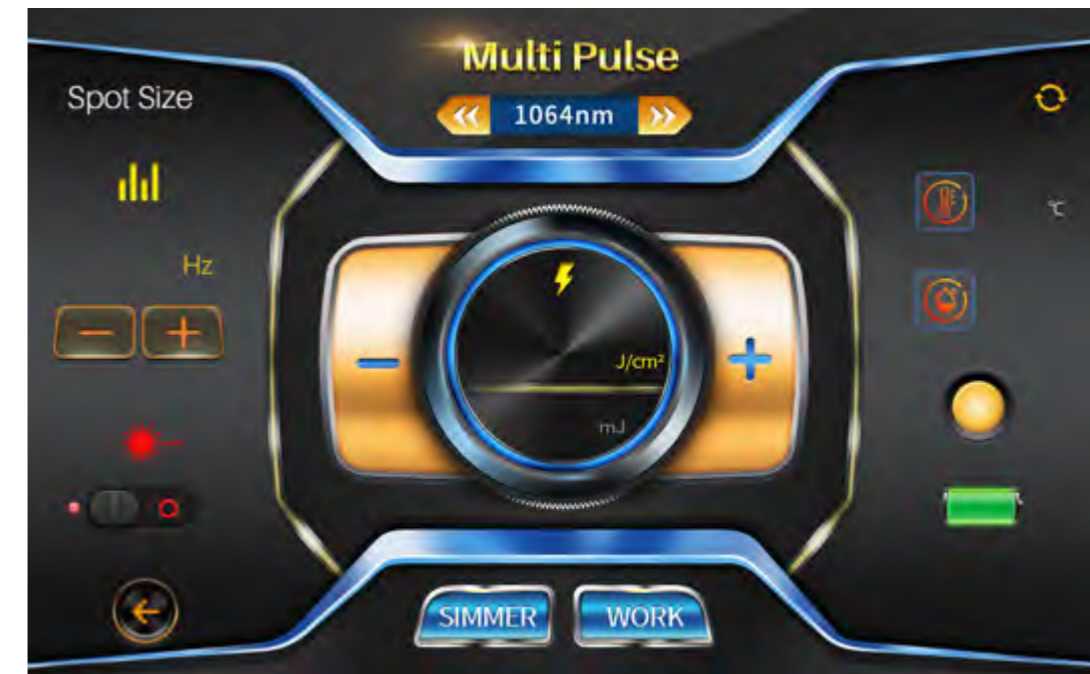 Multi Pulse
Spot Size
1064nm
Hz
℃
J/cm²
mJ
SIMMER
WORK